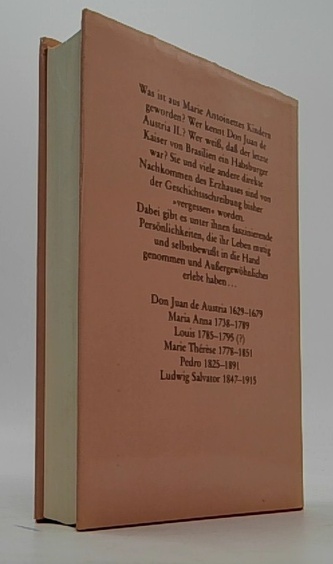 Was ist aus Marie Antoinettes Kindern
geworden? Wer kennt Don Juan de
Austria II.? Wer weiß, daß der letzte
Kaiser von Brasilien ein Habsburger
war? Sie und viele andere direkte
Nachkommen des Erzhauses sind von
der Geschichtsschreibung bisher
»vergessen« worden.
Dabei gibt es unter ihnen faszinierende
Persönlichkeiten, die ihr Leben mutig
und selbstbewußt in die Hand
genommen und Außergewöhnliches
erlebt haben ...
Don Juan de Austria 1629–1679
Maria Anna 1738–1789
Louis 1785–1795 (?)
Marie Thérèse 1778–1851
Pedro 1825–1891
Ludwig Salvator 1847–1915